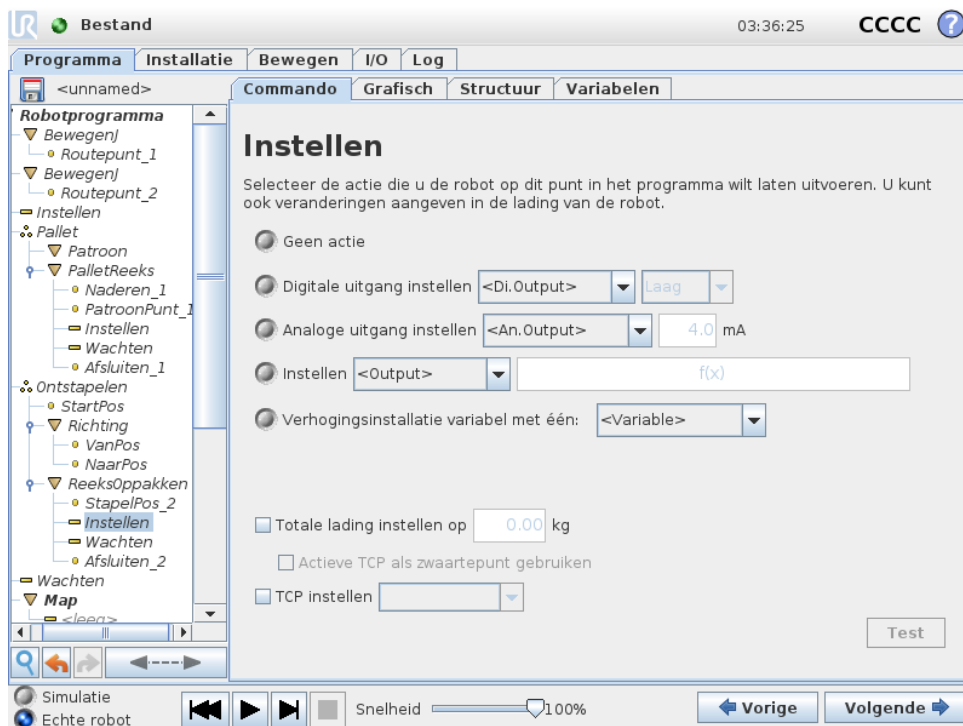 UR Bestand 03:36:25 CCCC ?
Programma Installatie Bewegen I/O Log
<unnamed> Commando Grafisch Structuur Variabelen
Robotprogramma
BewegenJ
Routepunt_1
BewegenJ
Routepunt_2
Instellen
Pallet
Patroon
PalletReeks
Naderen_1
PatroonPunt_1
Instellen
Wachten
Afsluiten_1
Ontstapelen
StartPos
Richting
VanPos
NaarPos
ReeksOppakken
StapelPos_2
Instellen
Wachten
Afsluiten_2
Wachten
Map
<leeg>
Instellen
Selecteer de actie die u de robot op dit punt in het programma wilt laten uitvoeren. U kunt
ook veranderingen aangeven in de lading van de robot.
Geen actie
Digitale uitgang instellen <Di.Output> Laag
Analoge uitgang instellen <An.Output> 4.0 mA
Instellen <Output> f(x)
Verhogingsinstallatie variabel met één: <Variable>
Totale lading instellen op 0.00 kg
Actieve TCP als zwaartepunt gebruiken
TCP instellen
Test
Simulatie
Echte robot
Snelheid 100%
Vorige Volgende